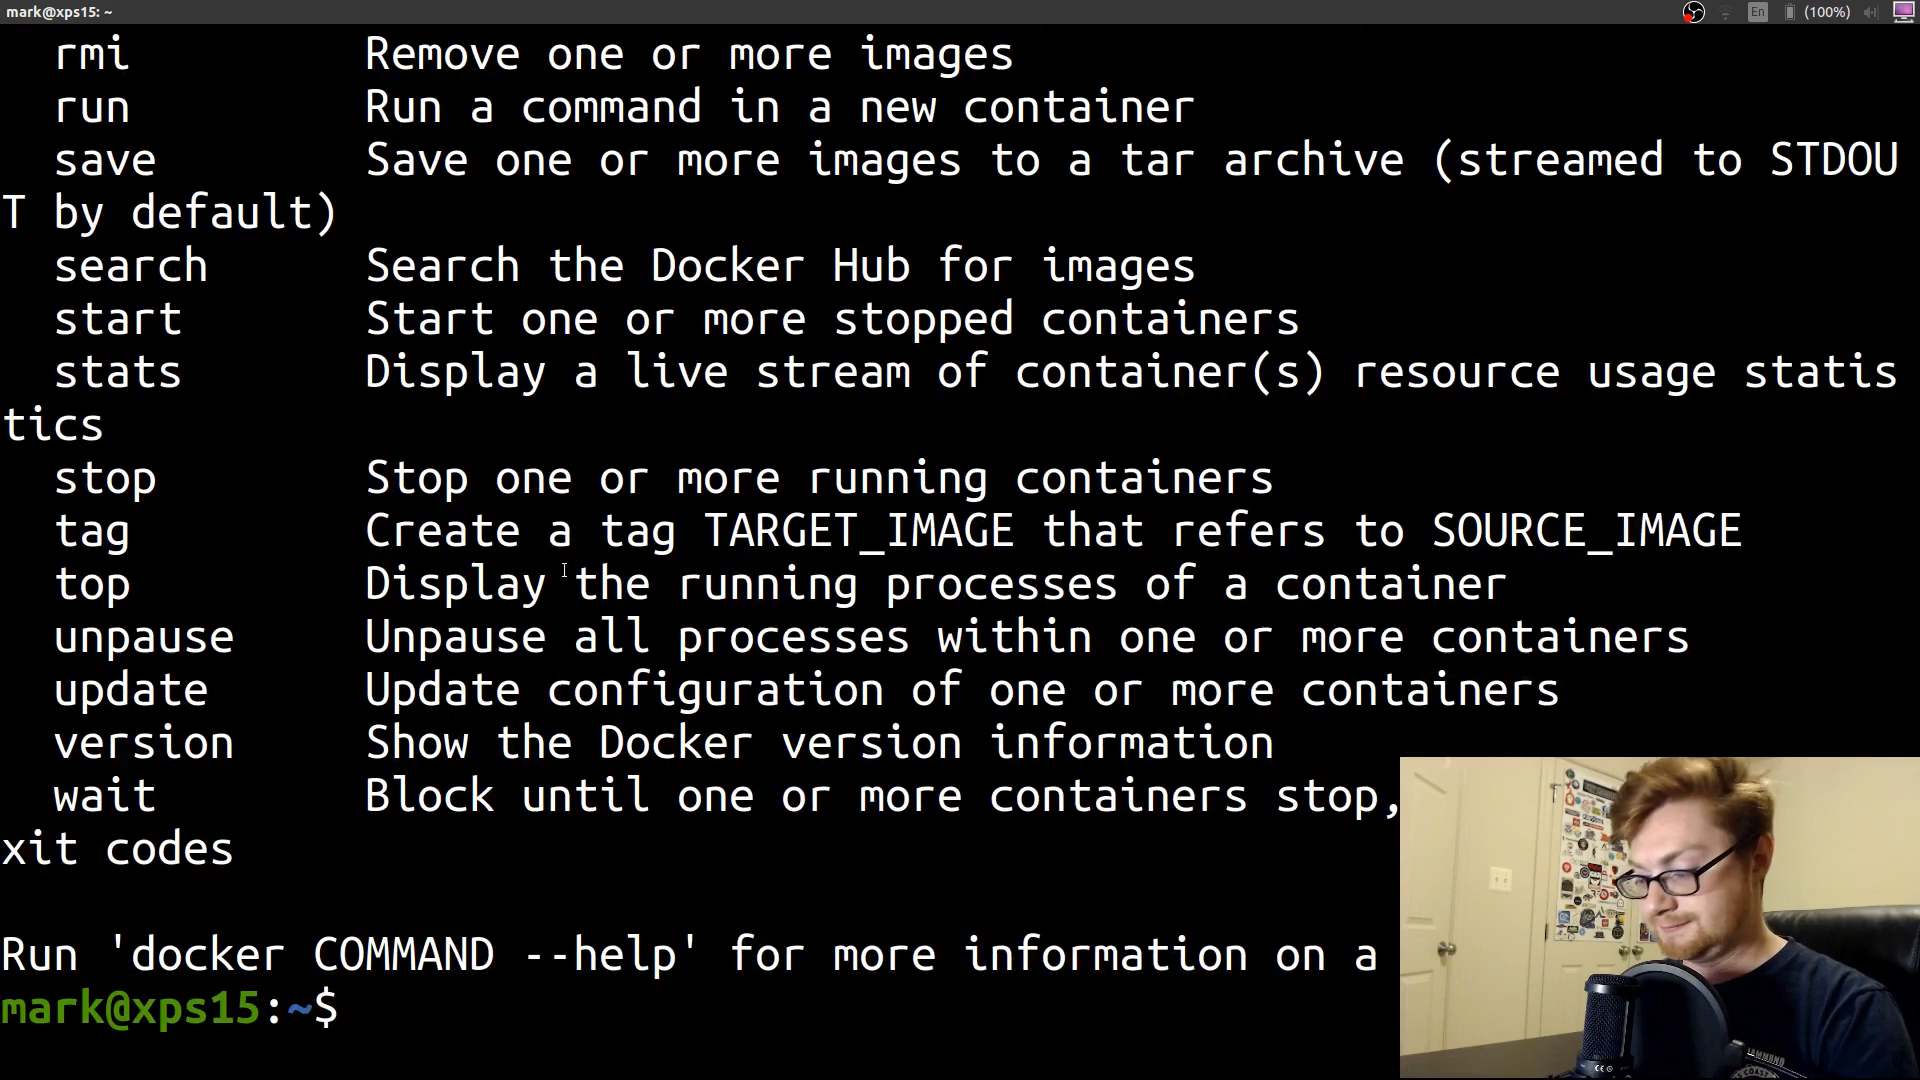 mark@xps15: ~
En
(100%)
rmi Remove one or more images
run Run a command in a new container
save Save one or more images to a tar archive (streamed to STDOU
T by default)
search Search the Docker Hub for images
start Start one or more stopped containers
stats Display a live stream of container(s) resource usage statis
tics
stop Stop one or more running containers
tag Create a tag TARGET_IMAGE that refers to SOURCE_IMAGE
top Display the running processes of a container
unpause Unpause all processes within one or more containers
update Update configuration of one or more containers
version Show the Docker version information
wait Block until one or more containers stop,
xit codes
Run 'docker COMMAND --help' for more information on a
mark@xps15:~$